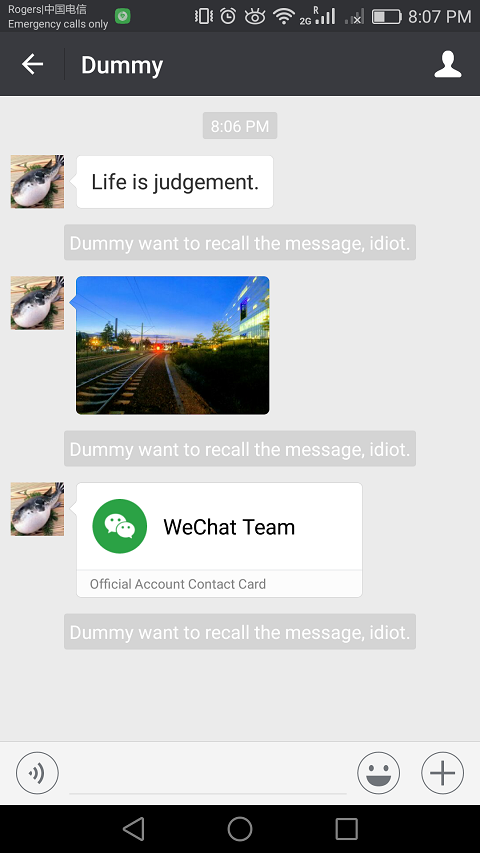 Rogers|中国电信
Emergency calls only
2G
R
8:07 PM
Dummy
8:06 PM
Life is judgement.
Dummy want to recall the message, idiot.
Dummy want to recall the message, idiot.
WeChat Team
Official Account Contact Card
Dummy want to recall the message, idiot.